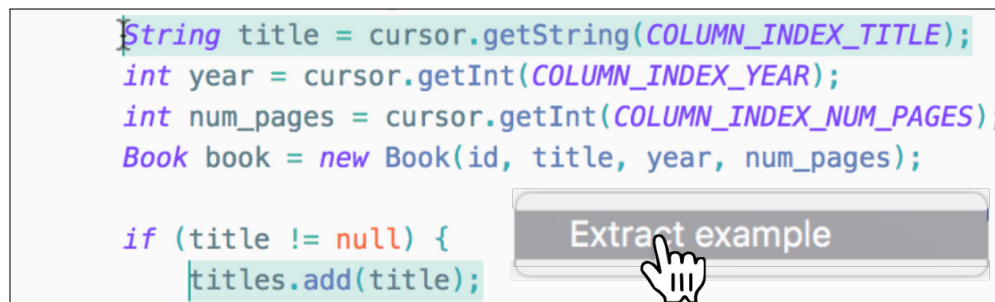 String title = cursor.getString(COLUMN_INDEX_TITLE);
int year = cursor.getInt(COLUMN_INDEX_YEAR);
int num_pages = cursor.getInt(COLUMN_INDEX_NUM_PAGES);
Book book = new Book(id, title, year, num_pages);
if (title != null) {
Extract example
titles.add(title);